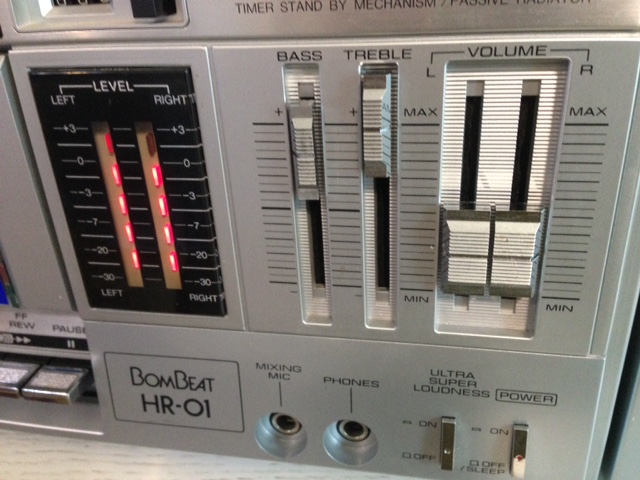 TIMER STAND BY MECHANISM / PASSIVE RADIATOR
BASS
TREBLE
VOLUME
L
R
LEVEL
LEFT
RIGHT
+3
+3
0
0
-3
-3
-7
-7
-20
-20
-30
-30
LEFT
RIGHT
+
+
MAX
MAX
MIN
MIN
FF
REW
PAUSE
BOMBEAT
HR-01
MIXING
MIC
PHONES
ULTRA
SUPER
LOUDNESS
POWER
ON
ON
OFF
OFF
/SLEEP